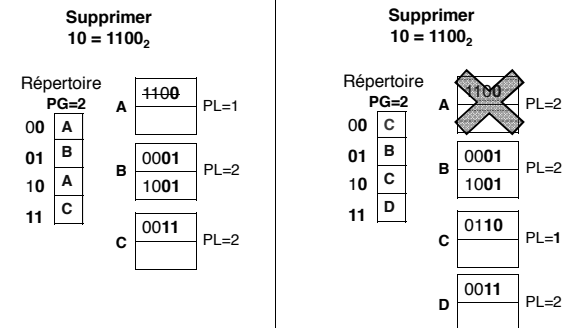 Supprimer
10 = 1100₂
Répertoire
PG=2
00 A
01 B
10 A
11 C
A 1100 PL=1
B 0001 PL=2
1001
C 0011 PL=2
Supprimer
10 = 1100₂
Répertoire
PG=2
00 C
01 B
10 C
11 D
A 1100 PL=2
B 0001 PL=2
1001
C 0110 PL=1
D 0011 PL=2